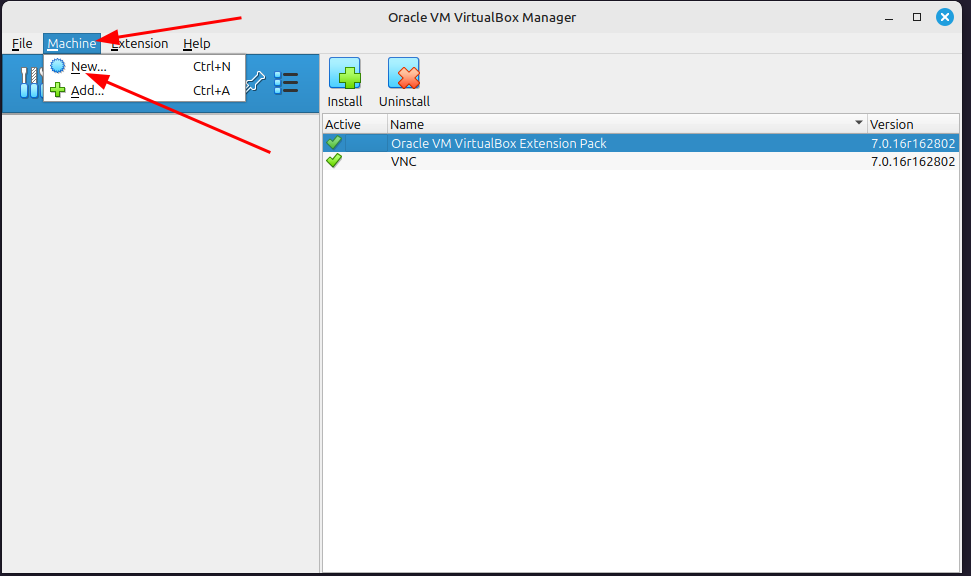 Oracle VM VirtualBox Manager
File Machine Extension Help
New... Ctrl+N
Add... Ctrl+A
Install Uninstall
Active Name Version
Oracle VM VirtualBox Extension Pack 7.0.16r162802
VNC 7.0.16r162802